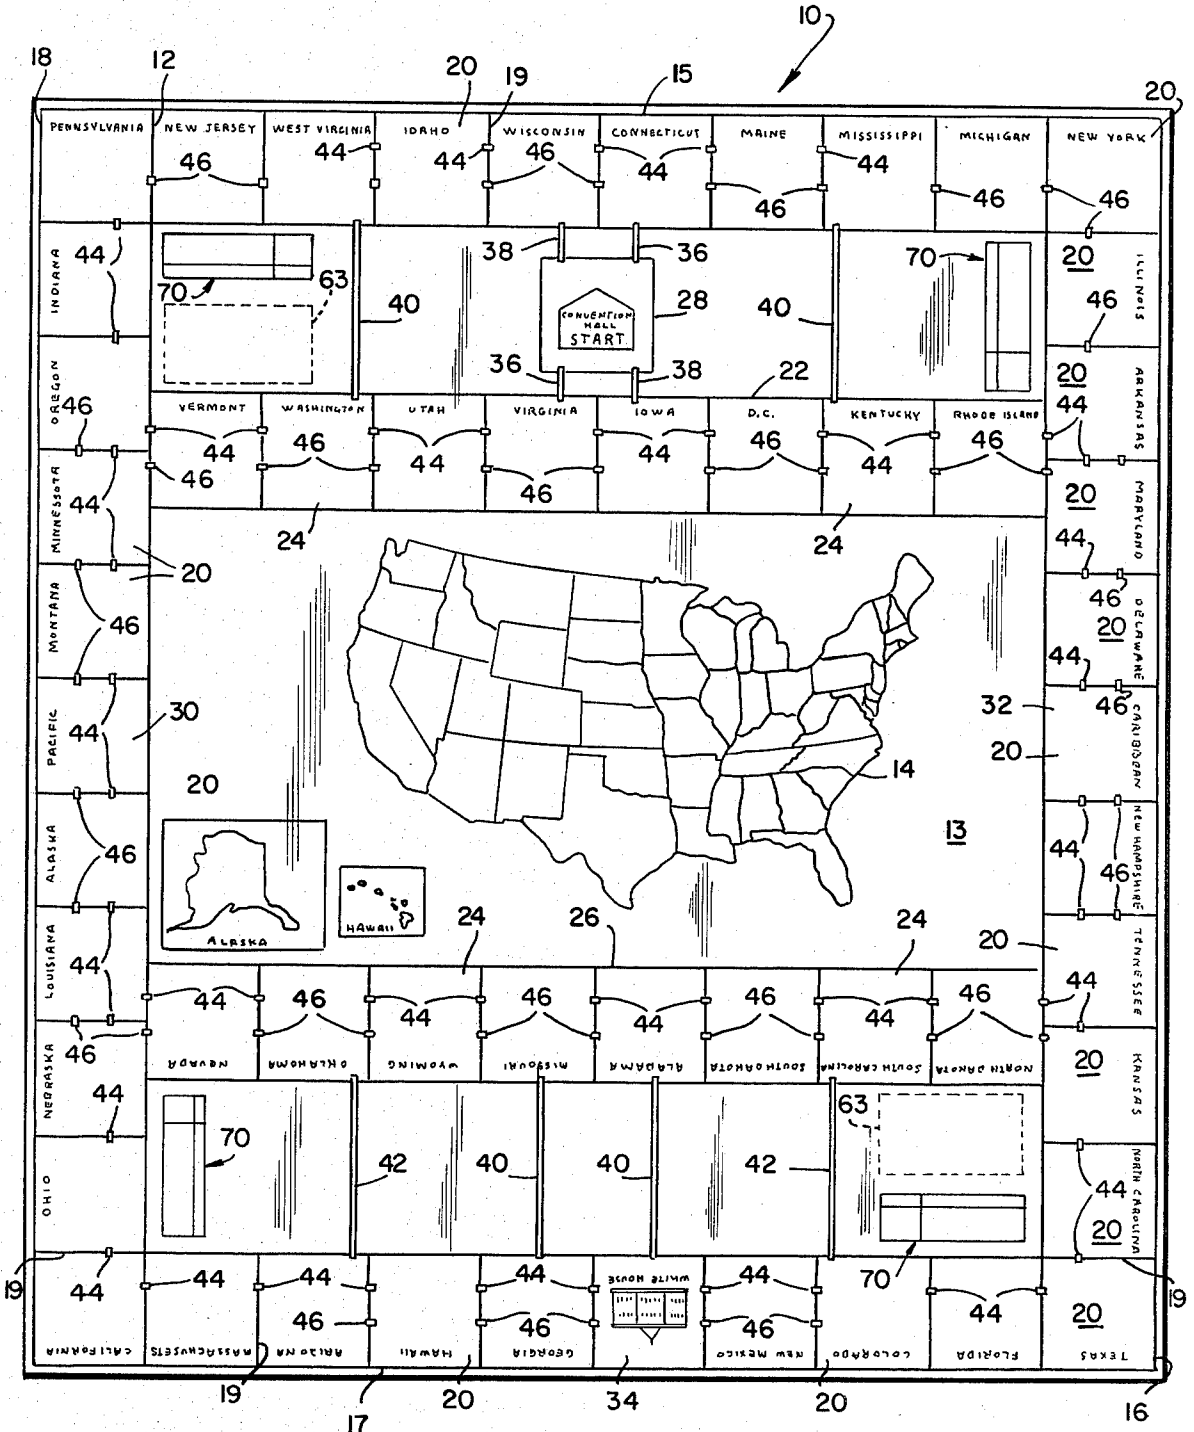 10
18 12 20 19 15 20
PENNSYLVANIA NEW JERSEY WEST VIRGINIA IDAHO WISCONSIN CONNECTICUT MAINE MISSISSIPPI MICHIGAN NEW YORK
46 44 44 46 44 46 44 46 46
44 INDIANA
70 63 40 38 36 28 40 70
CONVENTION
HALL
START
36 38 22
20 ILLINOIS
46
20 ARKANSAS
44
OREGON
46
VERMONT WASHINGTON UTAH VIRGINIA IOWA D.C. KENTUCKY RHODE ISLAND
44 46 44 46 44 46 44 46
46
24 24
MINNESOTA
44
20
MONTANA
46
PACIFIC
44 30
20
ALASKA
46
LOUISIANA
44
NEBRASKA
46
44
OHIO
20 MARYLAND
44 46
20 DELAWARE
44 46
32
20 CARIBBEAN
44 46 NEW HAMPSHIRE
20 TENNESSEE
44
20 KANSAS
44
20 NORTH CAROLINA
14
13
ALASKA
HAWAII
24 26 24
44 46 44 46 44 46 44 46
NEVADA OKLAHOMA WYOMING MISSOURI ALABAMA SOUTH DAKOTA SOUTH CAROLINA NORTH DAKOTA
70 42 40 40 42 63
70
19 44 44 44 44 44 44 19
46 46 46
WHITE HOUSE
20
CALIFORNIA MASSACHUSETS ARIZONA HAWAII GEORGIA NEW MEXICO COLORADO FLORIDA TEXAS
19 17 20 34 20 16